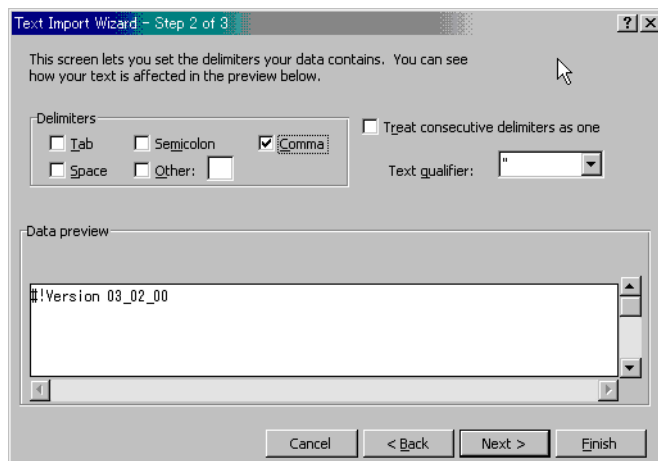 Text Import Wizard - Step 2 of 3
This screen lets you set the delimiters your data contains. You can see
how your text is affected in the preview below.
Delimiters
Tab
Semicolon
Comma
Space
Other:
Treat consecutive delimiters as one
Text qualifier:
"
Data preview
#!Version 03_02_00
Cancel
< Back
Next >
Finish